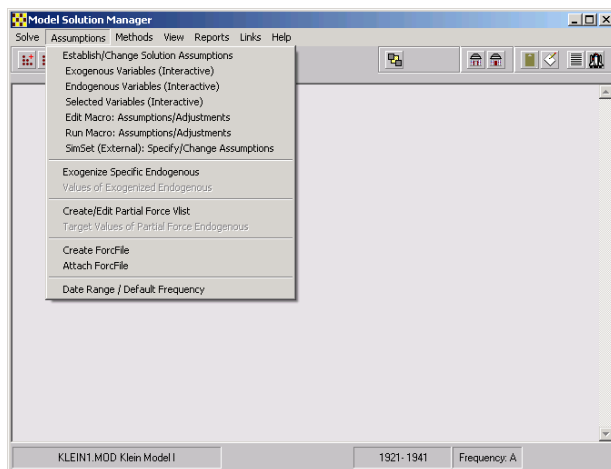 Model Solution Manager
Solve Assumptions Methods View Reports Links Help
Establish/Change Solution Assumptions
Exogenous Variables (Interactive)
Endogenous Variables (Interactive)
Selected Variables (Interactive)
Edit Macro: Assumptions/Adjustments
Run Macro: Assumptions/Adjustments
SimSet (External): Specify/Change Assumptions
Exogenize Specific Endogenous
Values of Exogenized Endogenous
Create/Edit Partial Force Vlist
Target Values of Partial Force Endogenous
Create ForcFile
Attach ForcFile
Date Range / Default Frequency
KLEIN1.MOD Klein Model I 1921-1941 Frequency: A